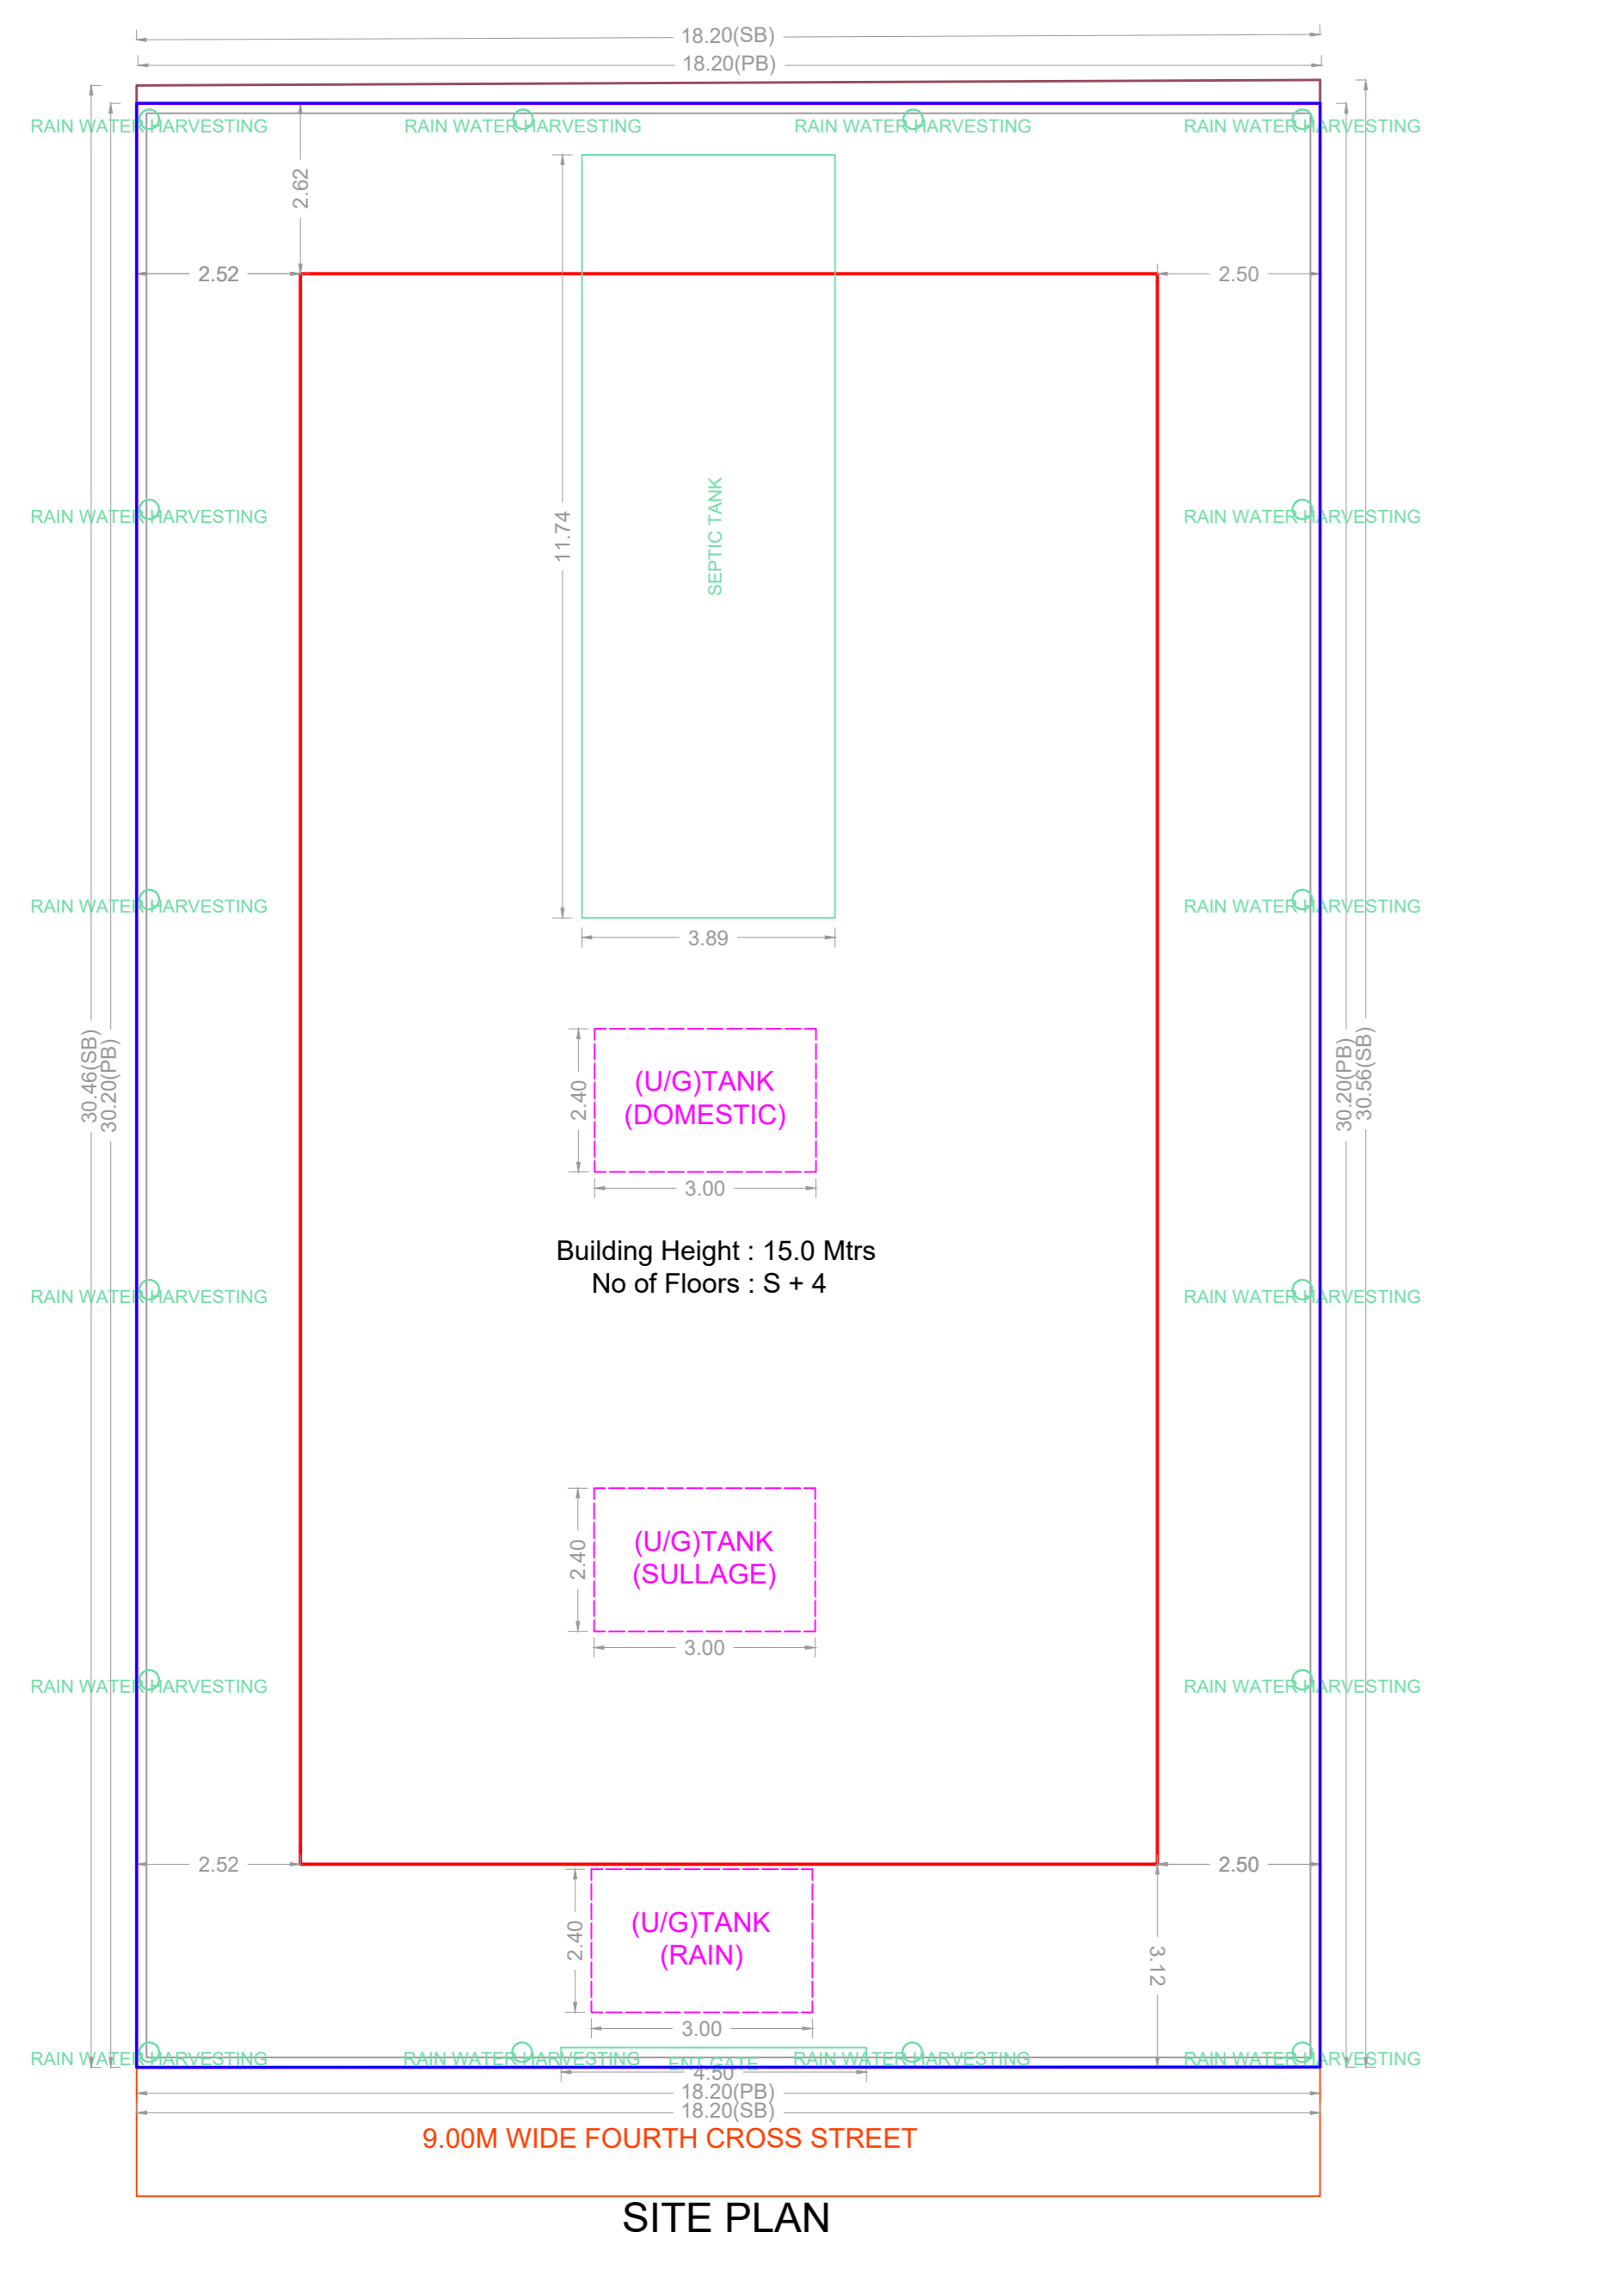 18.20(SB)
18.20(PB)
RAIN WATER HARVESTING
RAIN WATER HARVESTING
RAIN WATER HARVESTING
RAIN WATER HARVESTING
2.62
2.52
2.50
RAIN WATER HARVESTING
SEPTIC TANK
11.74
RAIN WATER HARVESTING
RAIN WATER HARVESTING
RAIN WATER HARVESTING
3.89
30.46(SB)
30.20(PB)
2.40
(U/G)TANK
(DOMESTIC)
3.00
30.20(PB)
30.56(SB)
Building Height : 15.0 Mtrs
No of Floors : S + 4
RAIN WATER HARVESTING
RAIN WATER HARVESTING
2.40
(U/G)TANK
(SULLAGE)
3.00
RAIN WATER HARVESTING
RAIN WATER HARVESTING
2.52
2.50
2.40
(U/G)TANK
(RAIN)
3.00
3.12
RAIN WATER HARVESTING
RAIN WATER HARVESTING
GATE
RAIN WATER HARVESTING
RAIN WATER HARVESTING
4.50
18.20(PB)
18.20(SB)
9.00M WIDE FOURTH CROSS STREET
SITE PLAN